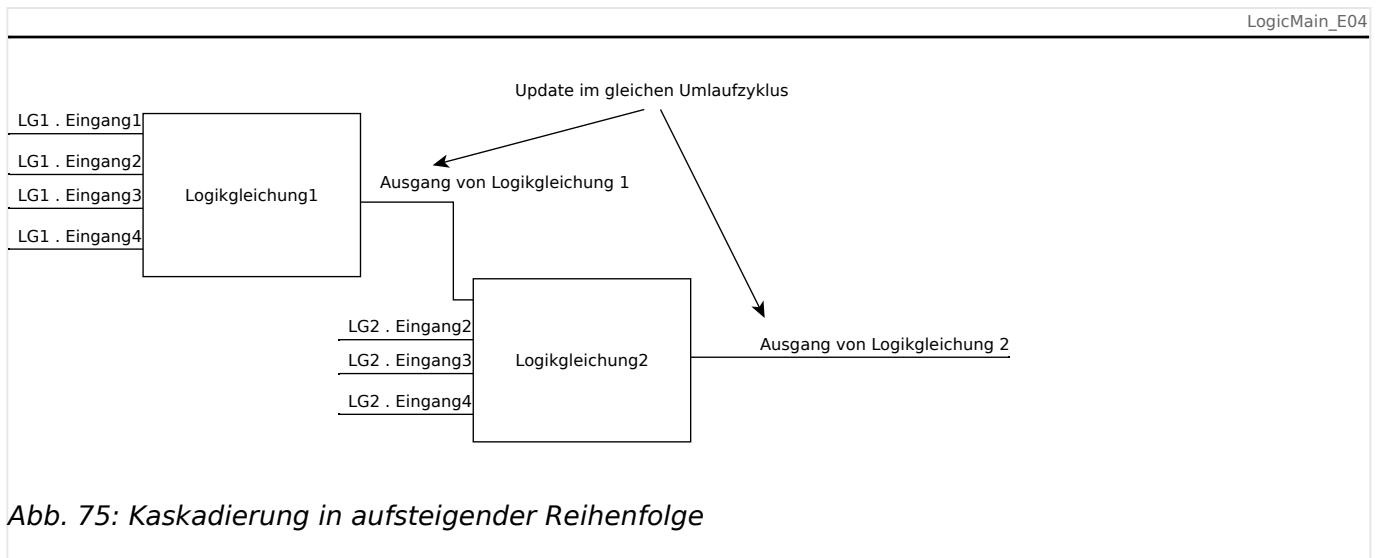 LogicMain_E04
Update im gleichen Umlaufzyklus
LG1 . Eingang1
LG1 . Eingang2
LG1 . Eingang3
LG1 . Eingang4
Logikgleichung1
Ausgang von Logikgleichung 1
LG2 . Eingang2
LG2 . Eingang3
LG2 . Eingang4
Logikgleichung2
Ausgang von Logikgleichung 2
Abb. 75: Kaskadierung in aufsteigender Reihenfolge